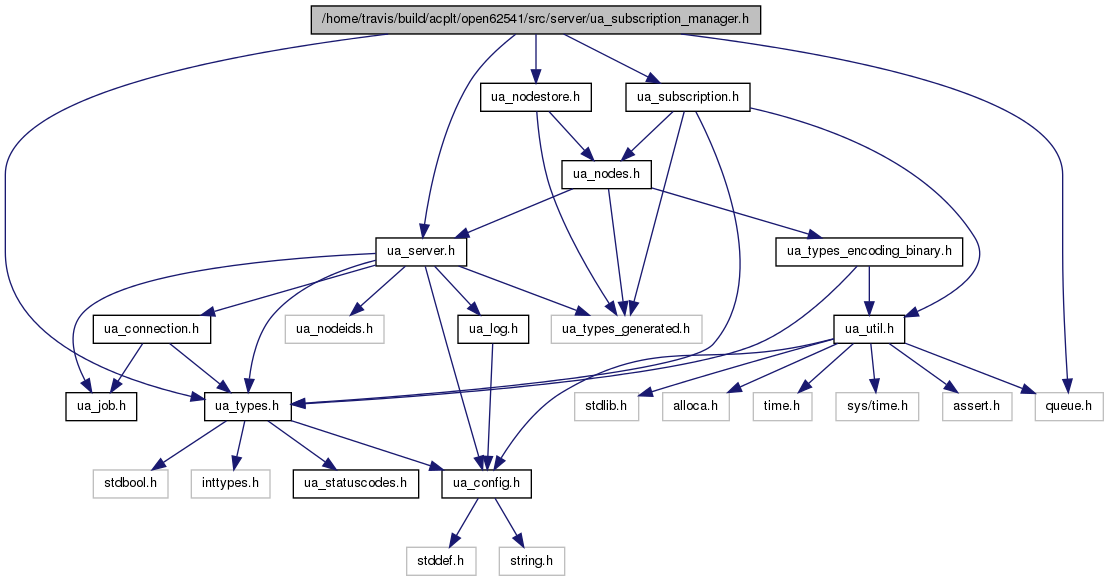 /home/travis/build/acplt/open62541/src/server/ua_subscription_manager.h
ua_nodestore.h
ua_subscription.h
ua_nodes.h
ua_server.h
ua_types_encoding_binary.h
ua_connection.h
ua_nodeids.h
ua_log.h
ua_types_generated.h
ua_util.h
ua_job.h
ua_types.h
stdlib.h
alloca.h
time.h
sys/time.h
assert.h
queue.h
stdbool.h
inttypes.h
ua_statuscodes.h
ua_config.h
stddef.h
string.h